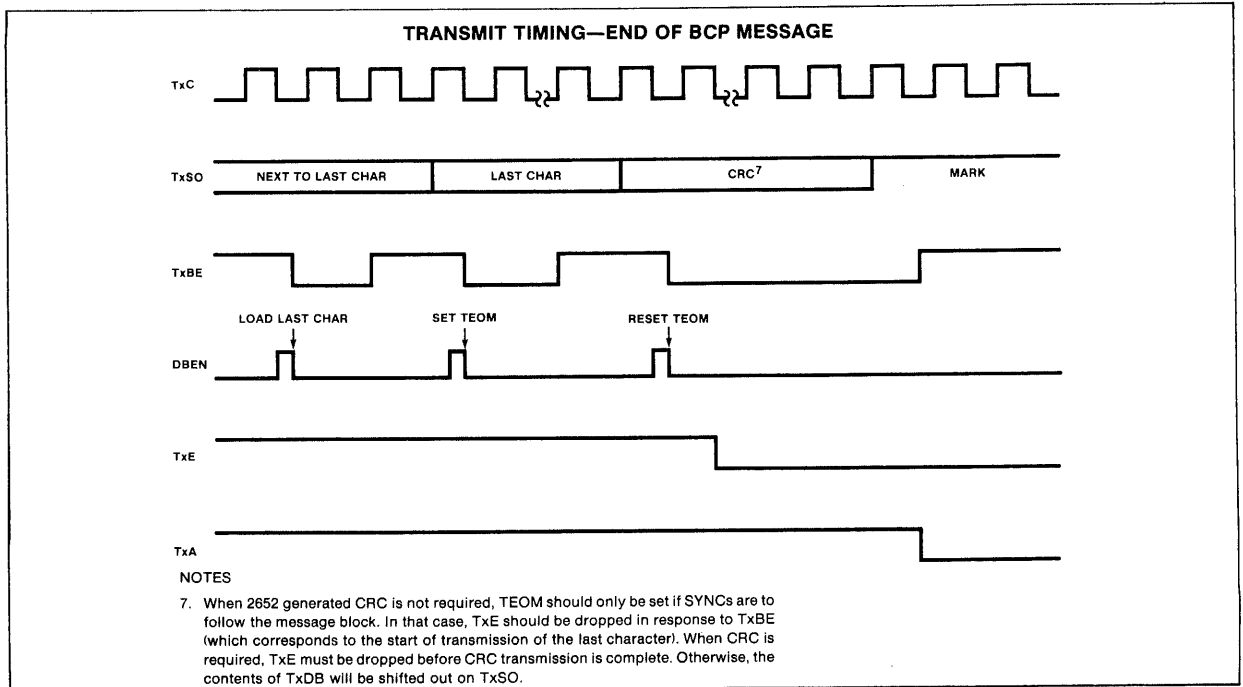 TRANSMIT TIMING—END OF BCP MESSAGE
TxC
TxSO
NEXT TO LAST CHAR
LAST CHAR
CRC7
MARK
TxBE
LOAD LAST CHAR
SET TEOM
RESET TEOM
DBEN
TxE
TxA
NOTES
7. When 2652 generated CRC is not required, TEOM should only be set if SYNCs are to
follow the message block. In that case, TxE should be dropped in response to TxBE
(which corresponds to the start of transmission of the last character). When CRC is
required, TxE must be dropped before CRC transmission is complete. Otherwise, the
contents of TxDB will be shifted out on TxSO.